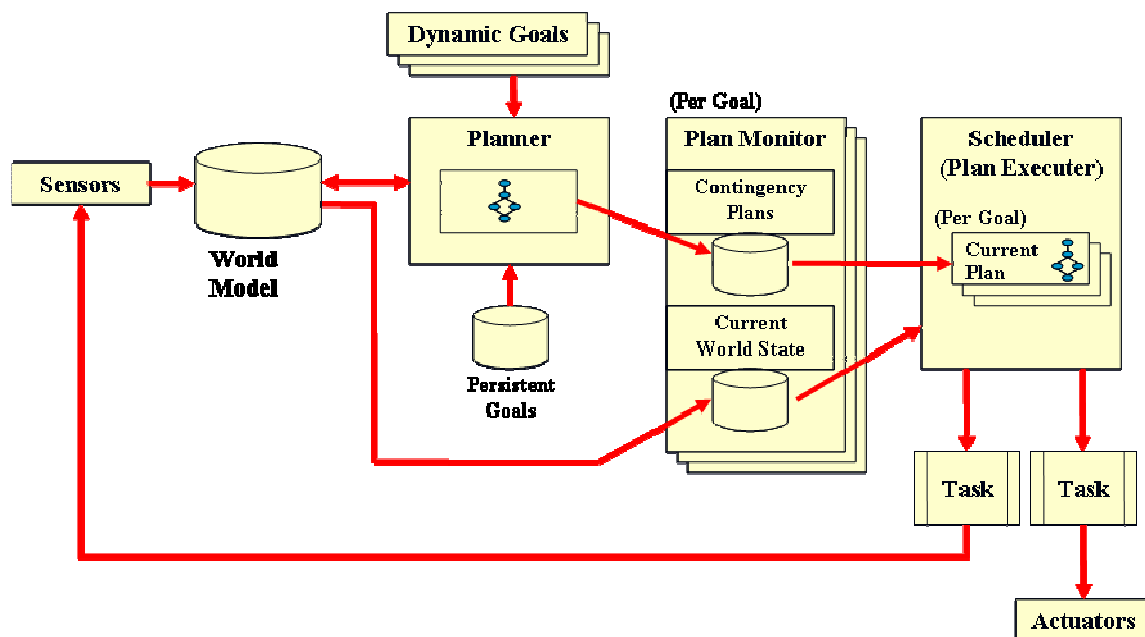 Dynamic Goals
(Per Goal)
Planner
Plan Monitor
Scheduler
(Plan Executer)
Sensors
Contingency
Plans
(Per Goal)
Current
Plan
World
Model
Current
World State
Persistent
Goals
Task
Task
Actuators